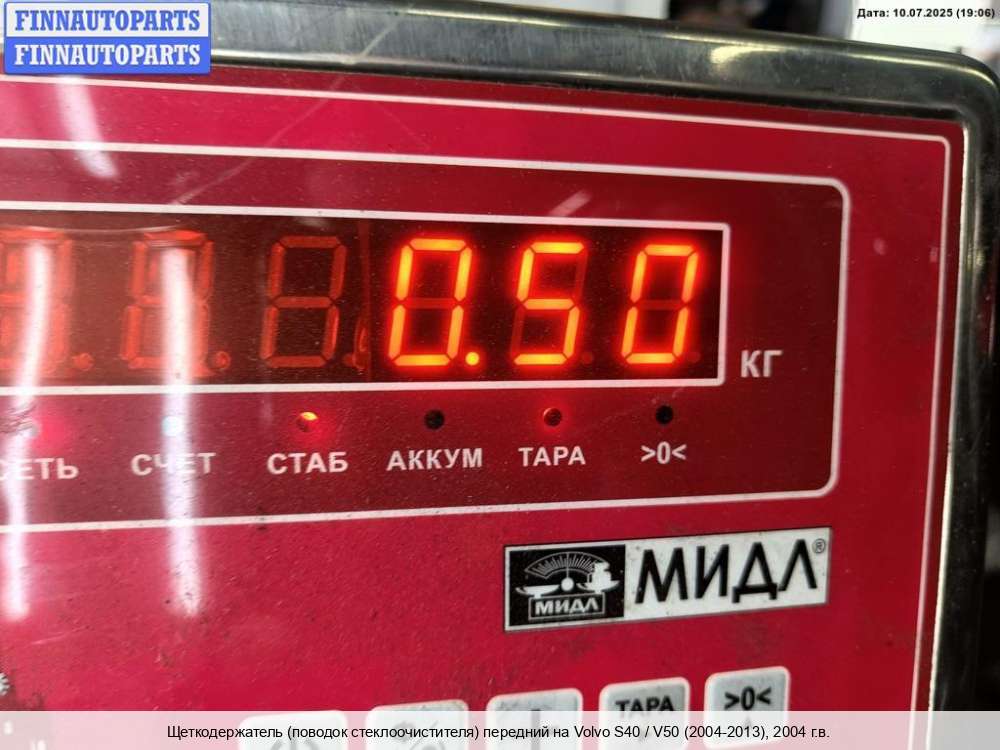 FINNAUTOPARTS
FINNAUTOPARTS
Дата: 10.07.2025 (19:06)
0.50
КГ
СЕТЬ СЧЕТ СТАБ АККУМ ТАРА >0<
МИДЛ МИДЛ®
ТАРА >0<
Щеткодержатель (поводок стеклоочистителя) передний на Volvo S40 / V50 (2004-2013), 2004 г.в.